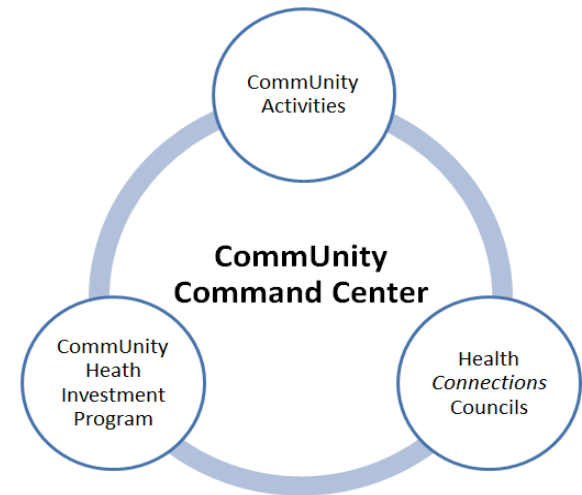 CommUnity
Activities
CommUnity
Command Center
CommUnity
Heath
Investment
Program
Health
Connections
Councils